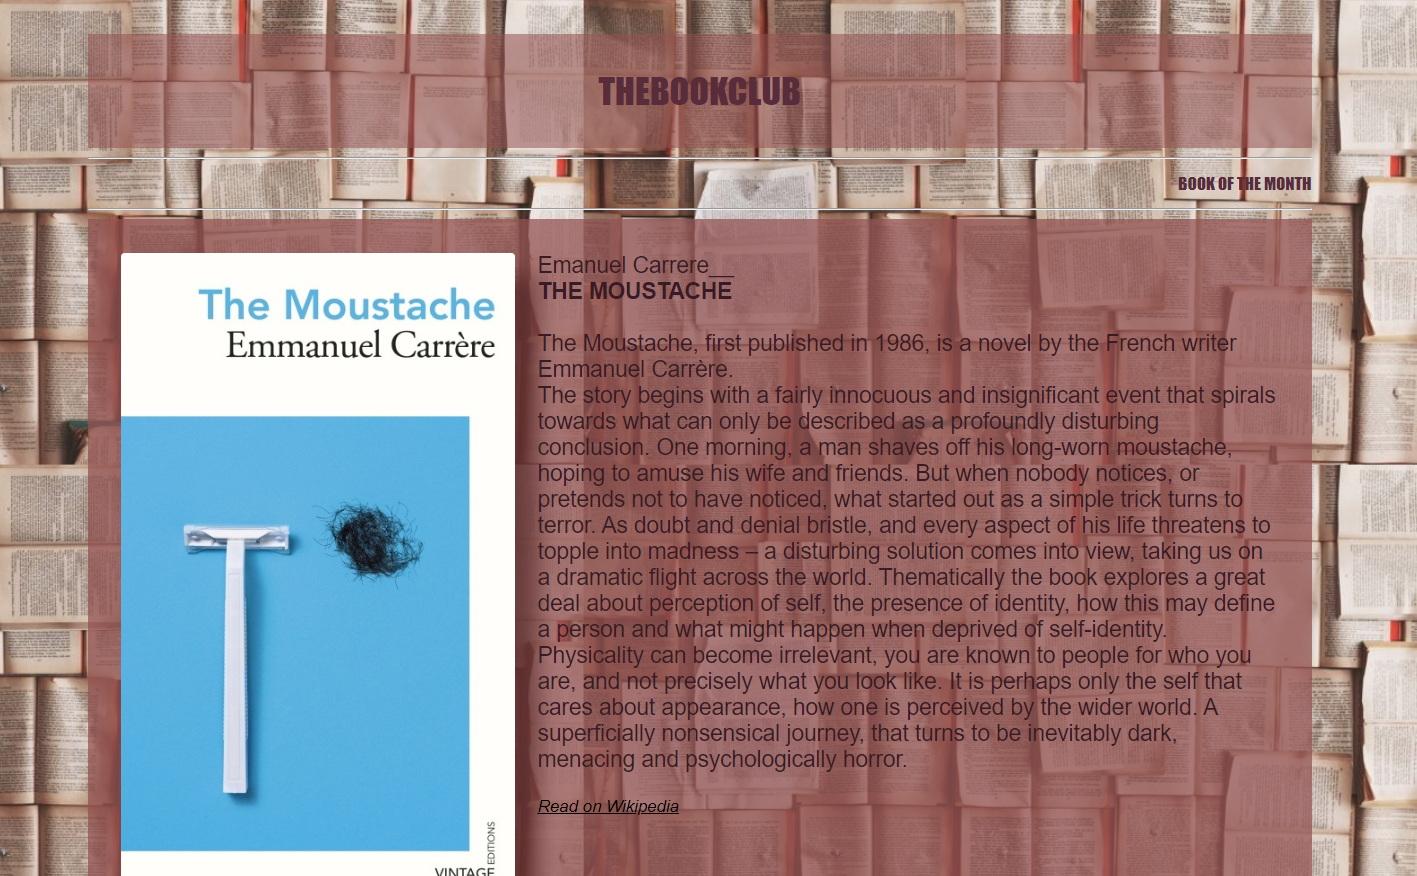 THEBOOKCLUB
BOOK OF THE MONTH
The Moustache
Emmanuel Carrère
VINTAGE EDITIONS
Emanuel Carrere__
THE MOUSTACHE
The Moustache, first published in 1986, is a novel by the French writer
Emmanuel Carrère.
The story begins with a fairly innocuous and insignificant event that spirals
towards what can only be described as a profoundly disturbing
conclusion. One morning, a man shaves off his long-worn moustache,
hoping to amuse his wife and friends. But when nobody notices, or
pretends not to have noticed, what started out as a simple trick turns to
terror. As doubt and denial bristle, and every aspect of his life threatens to
topple into madness – a disturbing solution comes into view, taking us on
a dramatic flight across the world. Thematically the book explores a great
deal about perception of self, the presence of identity, how this may define
a person and what might happen when deprived of self-identity.
Physicality can become irrelevant, you are known to people for who you
are, and not precisely what you look like. It is perhaps only the self that
cares about appearance, how one is perceived by the wider world. A
superficially nonsensical journey, that turns to be inevitably dark,
menacing and psychologically horror.
Read on Wikipedia